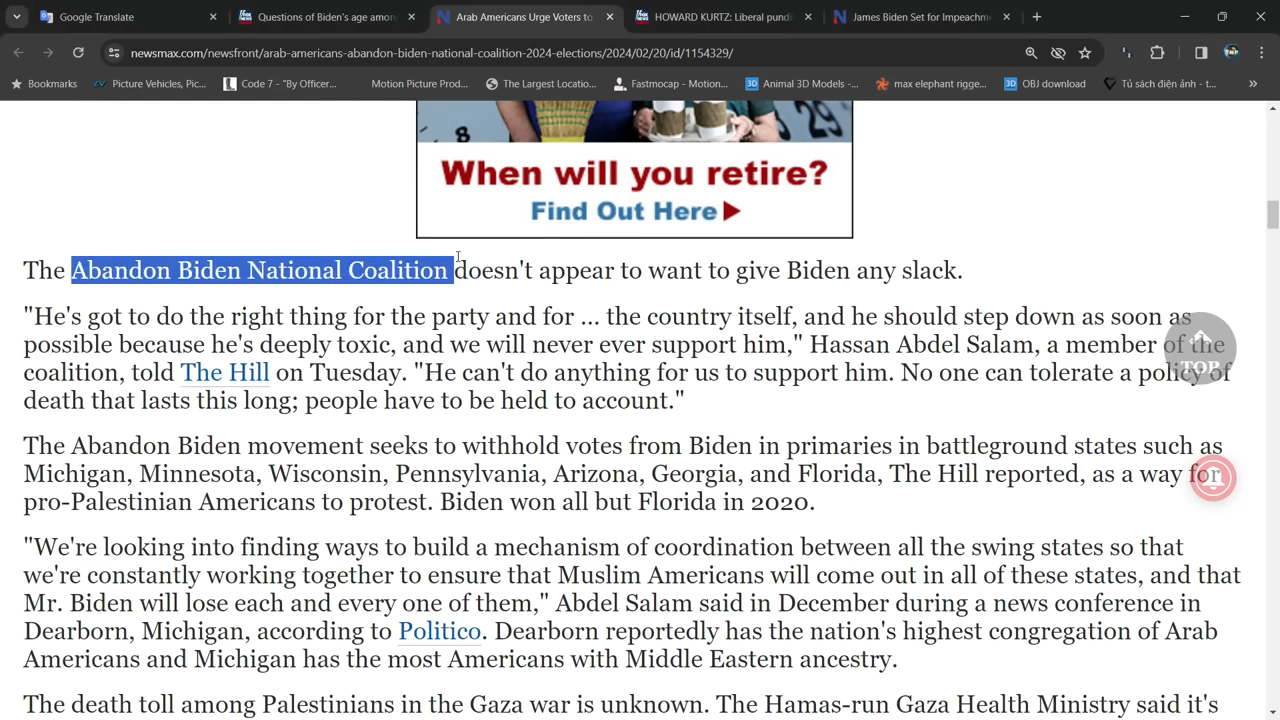 Google Translate
Questions of Biden's age amon
Arab Americans Urge Voters to
HOWARD KURTZ: Liberal pundi
James Biden Set for Impeachme
newsmax.com/newsfront/arab-americans-abandon-biden-national-coalition-2024-elections/2024/02/20/id/1154329/
Bookmarks
Picture Vehicles, Pic...
Code 7 - "By Officer...
Motion Picture Prod...
The Largest Locatio...
Fastmocap - Motion...
Animal 3D Models -...
max elephant rigge...
OBJ download
Tủ sách điện ảnh - t...
8
29
When will you retire?
Find Out Here
The Abandon Biden National Coalition doesn't appear to want to give Biden any slack.
"He's got to do the right thing for the party and for ... the country itself, and he should step down as soon as
possible because he's deeply toxic, and we will never ever support him," Hassan Abdel Salam, a member of the
coalition, told The Hill on Tuesday. "He can't do anything for us to support him. No one can tolerate a policy of
death that lasts this long; people have to be held to account."
TOP
The Abandon Biden movement seeks to withhold votes from Biden in primaries in battleground states such as
Michigan, Minnesota, Wisconsin, Pennsylvania, Arizona, Georgia, and Florida, The Hill reported, as a way for
pro-Palestinian Americans to protest. Biden won all but Florida in 2020.
"We're looking into finding ways to build a mechanism of coordination between all the swing states so that
we're constantly working together to ensure that Muslim Americans will come out in all of these states, and that
Mr. Biden will lose each and every one of them," Abdel Salam said in December during a news conference in
Dearborn, Michigan, according to Politico. Dearborn reportedly has the nation's highest congregation of Arab
Americans and Michigan has the most Americans with Middle Eastern ancestry.
The death toll among Palestinians in the Gaza war is unknown. The Hamas-run Gaza Health Ministry said it's